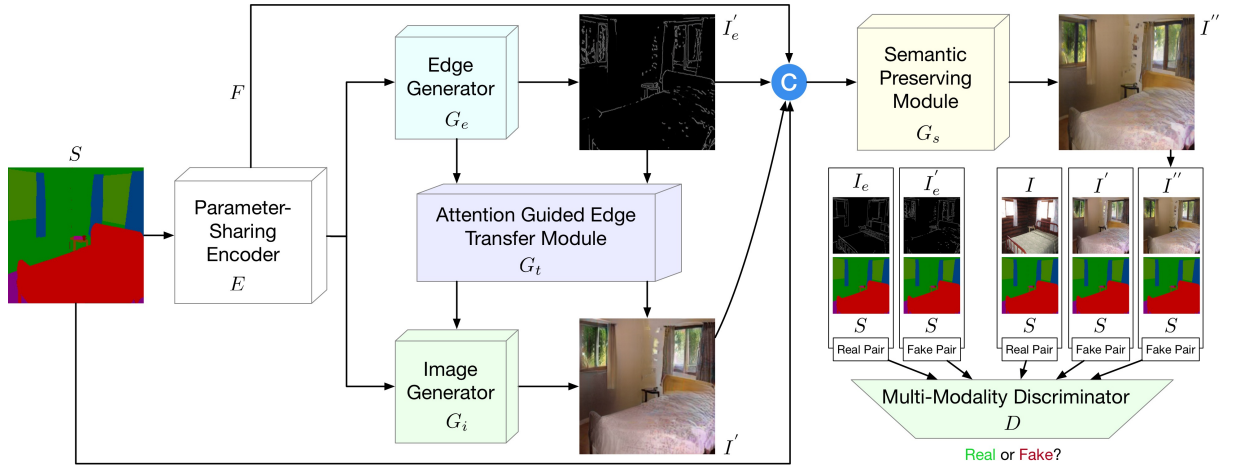 S
Parameter-
Sharing
Encoder
E
F
Edge
Generator
G_e
I'_e
Attention Guided Edge
Transfer Module
G_t
Image
Generator
G_i
I'
C
Semantic
Preserving
Module
G_s
I''
I_e
S
Real Pair
I'_e
S
Fake Pair
I
S
Real Pair
I'
S
Fake Pair
I''
S
Fake Pair
Multi-Modality Discriminator
D
Real or Fake?